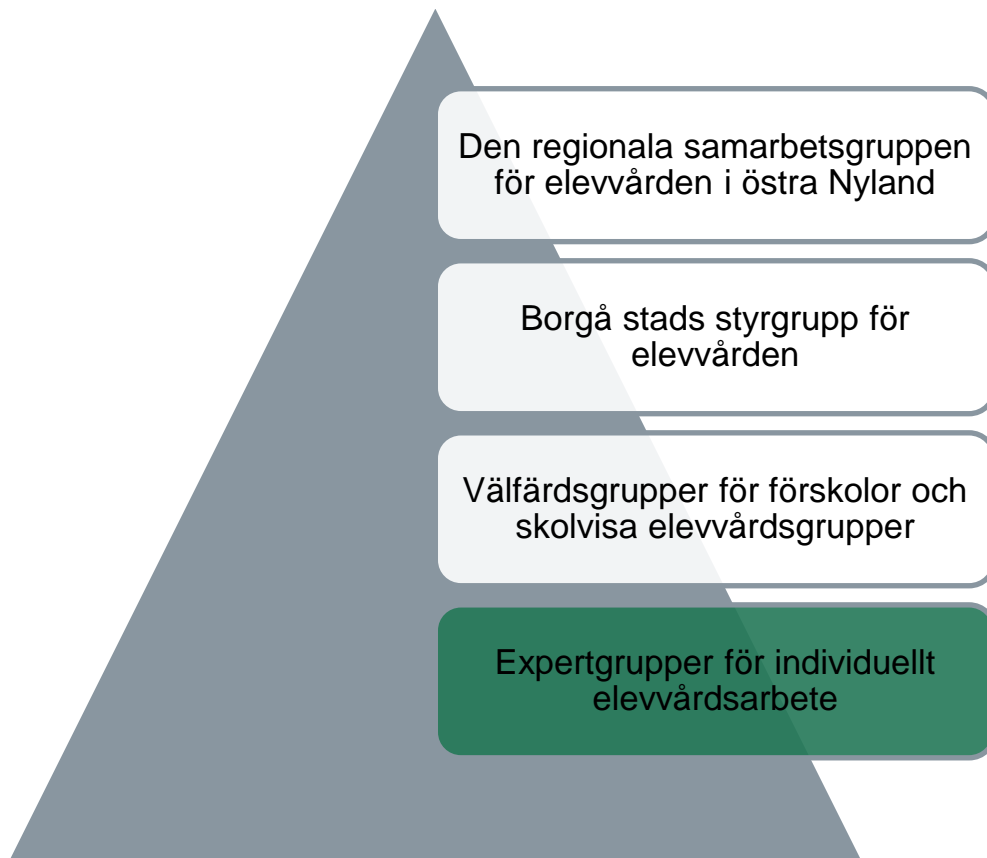 Den regionala samarbetsgruppen
för elevvården i östra Nyland
Borgå stads styrgrupp för
elevvården
Välfärdsgrupper för förskolor och
skolvisa elevvårdsgrupper
Expertgrupper för individuellt
elevvårdsarbete